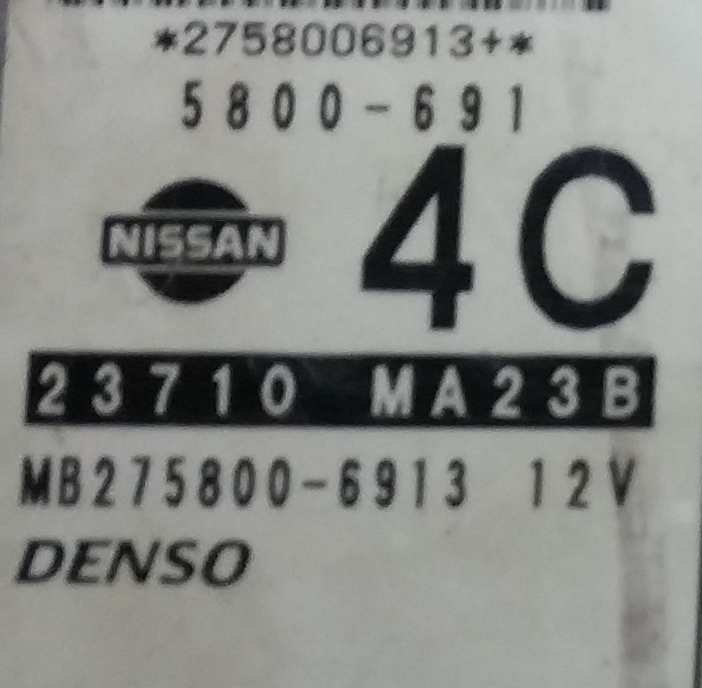 *2758006913+*
5800-691
NISSAN 4C
23710 MA23B
MB275800-6913 12V
DENSO